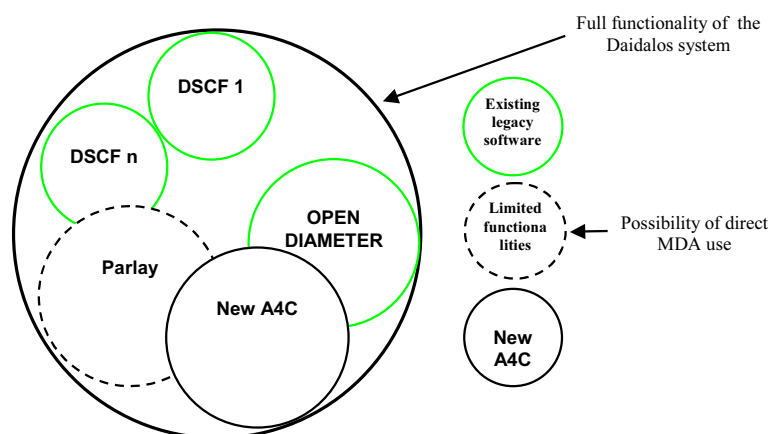 Full functionality of the
Daidalos system
DSCF 1
DSCF n
Existing
legacy
software
OPEN
DIAMETER
Limited
functiona
lities
Possibility of direct
MDA use
Parlay
New A4C
New
A4C